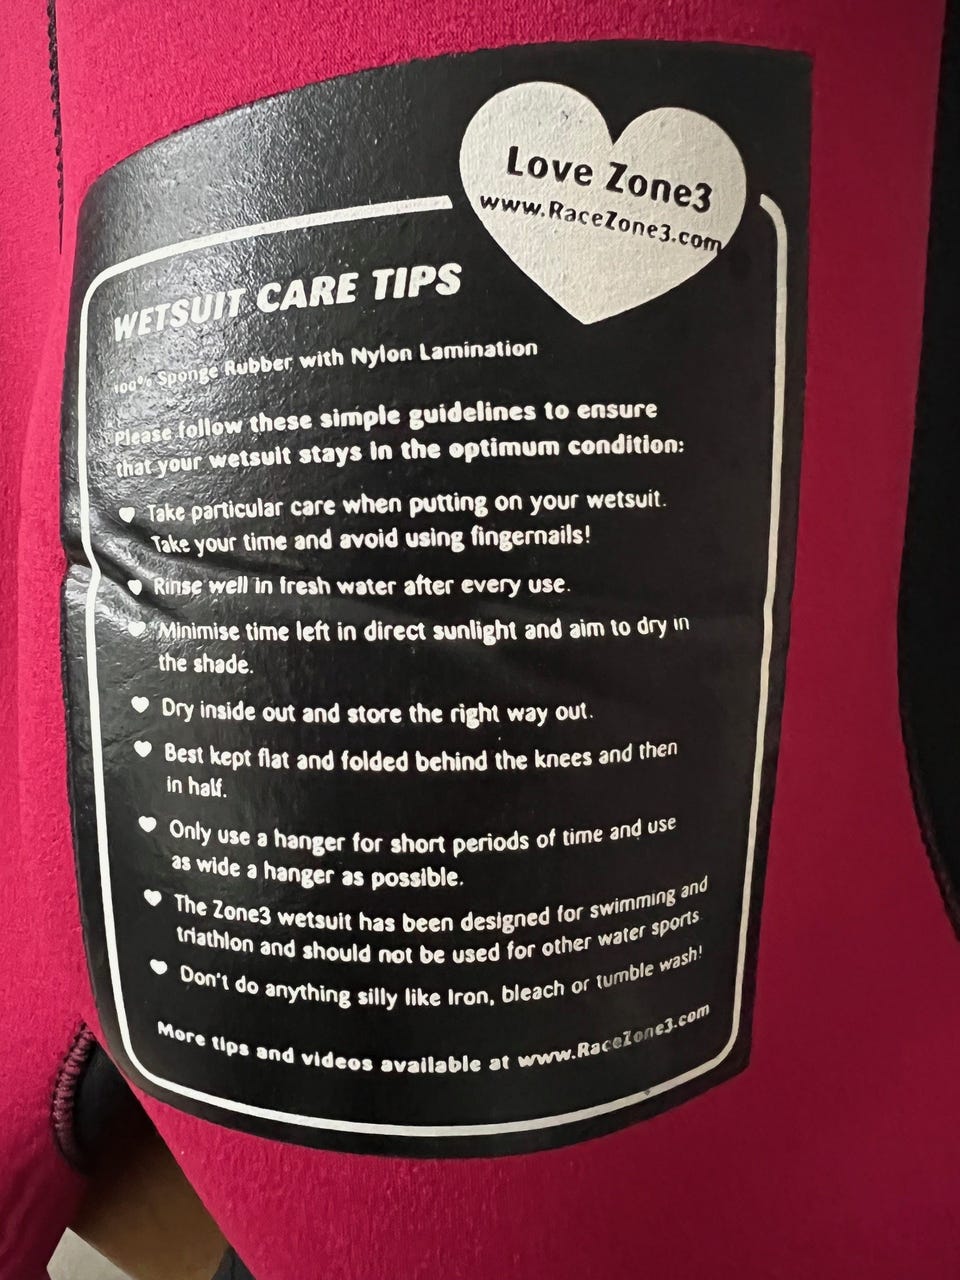 Love Zone3
www.RaceZone3.com
WETSUIT CARE TIPS
100% Sponge Rubber with Nylon Lamination
Please follow these simple guidelines to ensure
that your wetsuit stays in the optimum condition:
Take particular care when putting on your wetsuit.
Take your time and avoid using fingernails!
Rinse well in fresh water after every use.
Minimise time left in direct sunlight and aim to dry in
the shade.
Dry inside out and store the right way out.
Best kept flat and folded behind the knees and then
in half.
Only use a hanger for short periods of time and use
as wide a hanger as possible.
The Zone3 wetsuit has been designed for swimming and
triathlon and should not be used for other water sports
Don't do anything silly like Iron, bleach or tumble wash!
More tips and videos available at www.RaceZone3.com